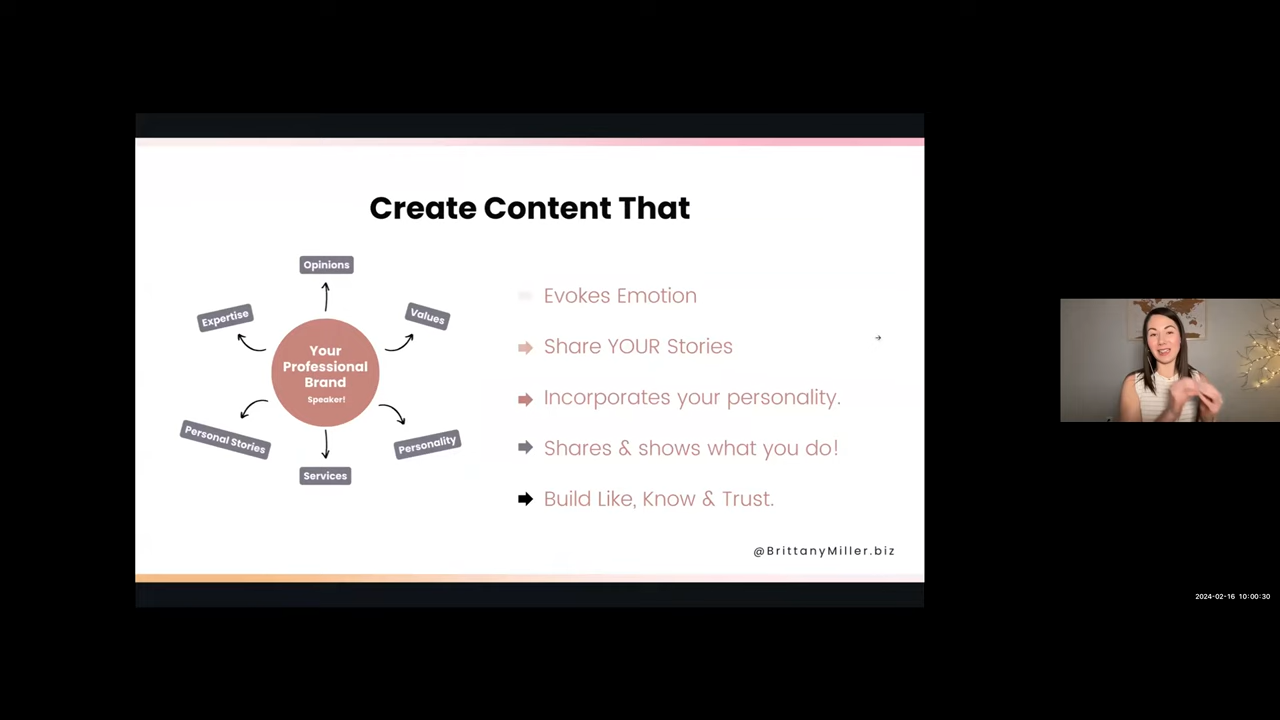 Create Content That
Opinions
Expertise
Values
Your
Professional
Brand
Speaker!
Personal Stories
Personality
Services
Evokes Emotion
Share YOUR Stories
Incorporates your personality.
Shares & shows what you do!
Build Like, Know & Trust.
@BrittanyMiller.biz
2024-02-16 10:00:30